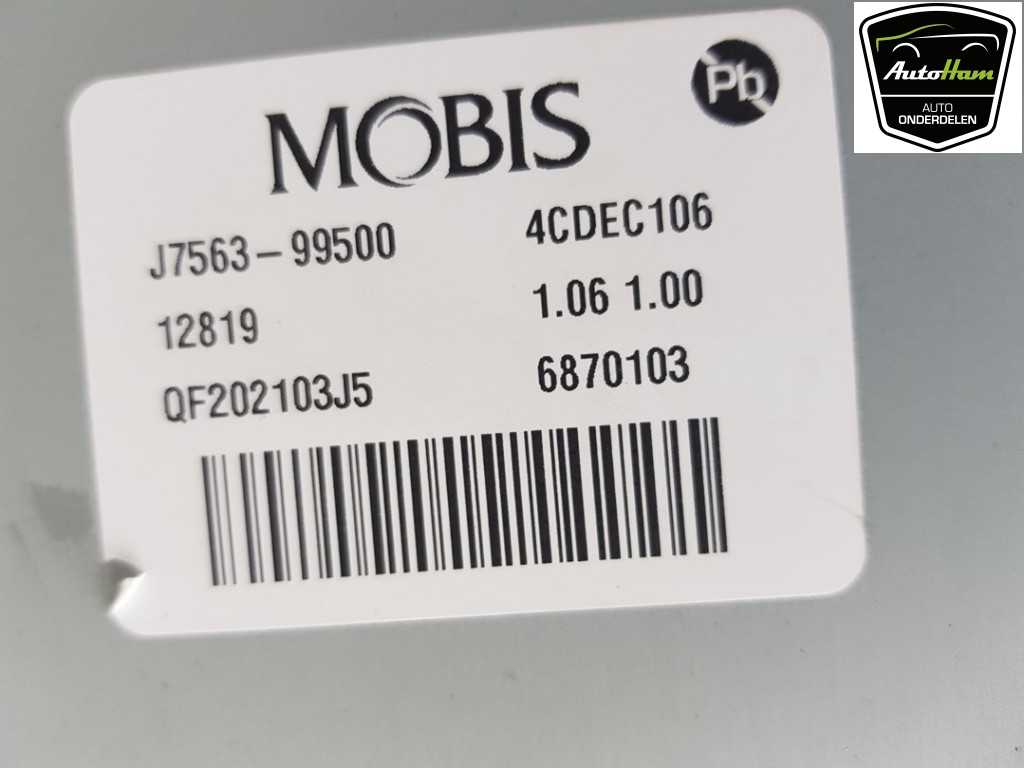 MOBIS
Pb
J7563-99500 4CDEC106
12819 1.06 1.00
QF202103J5 6870103
AutoHam
AUTO
ONDERDELEN